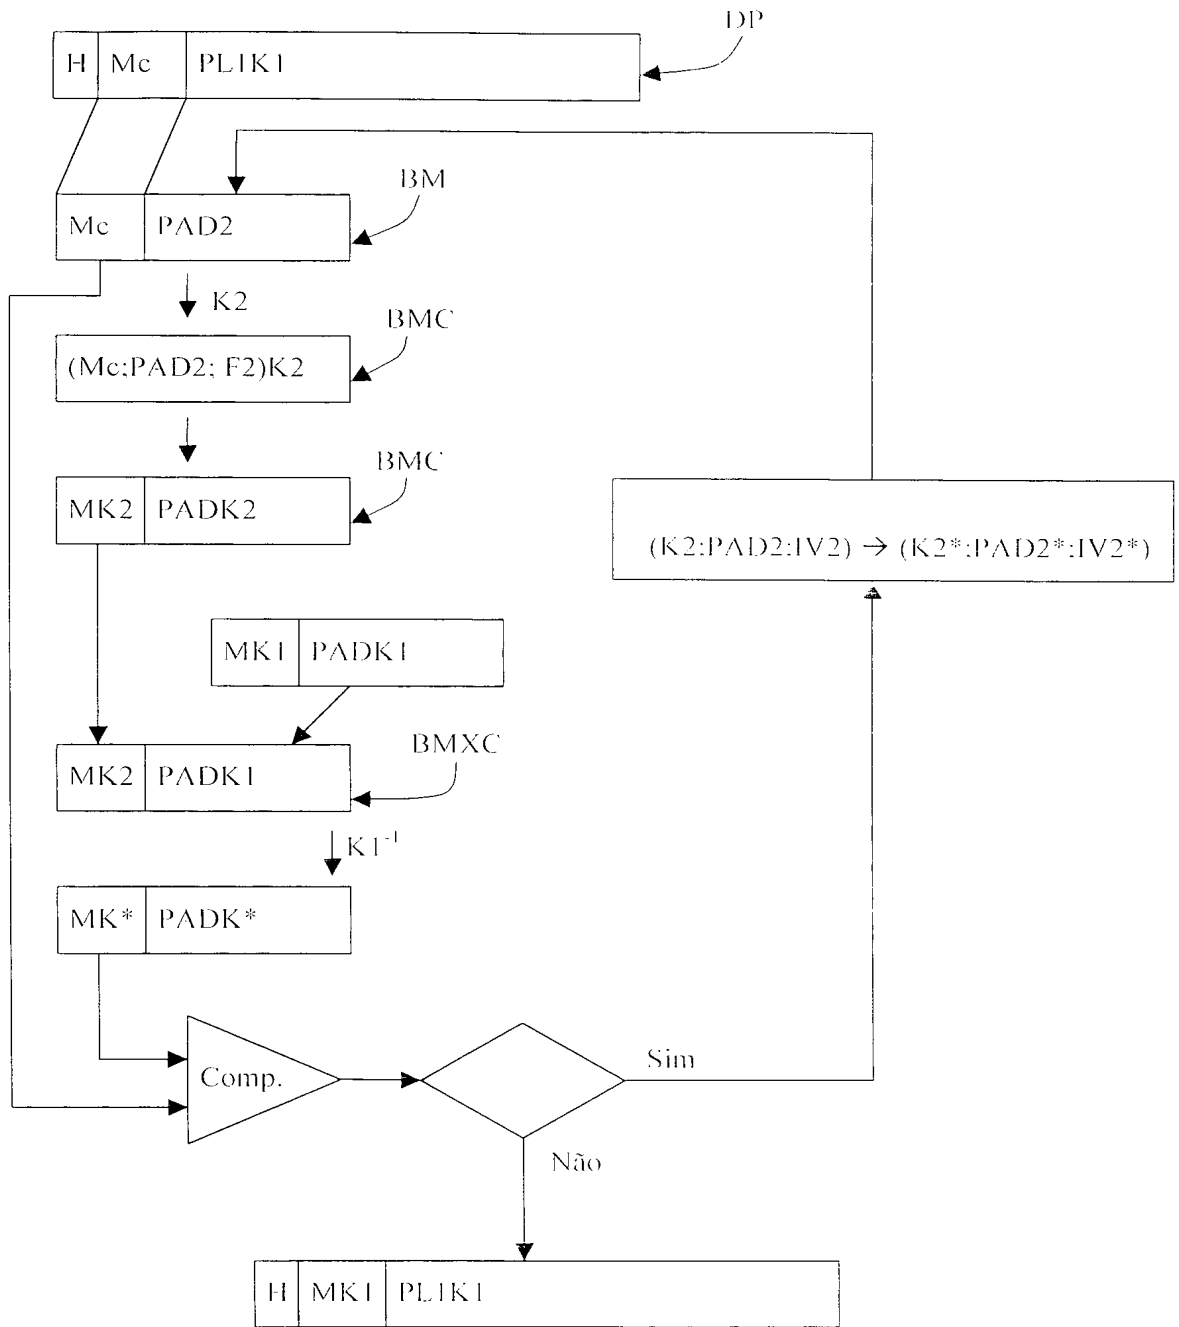 DP
H Mc PL1K1
BM
Mc PAD2
K2
BMC
(Mc;PAD2; F2)K2
BMC
MK2 PADK2
(K2;PAD2;IV2) → (K2*;PAD2*;IV2*)
MK1 PADK1
BMXC
MK2 PADK1
K1⁻¹
MK* PADK*
Comp.
Sim
Não
H MK1 PL1K1